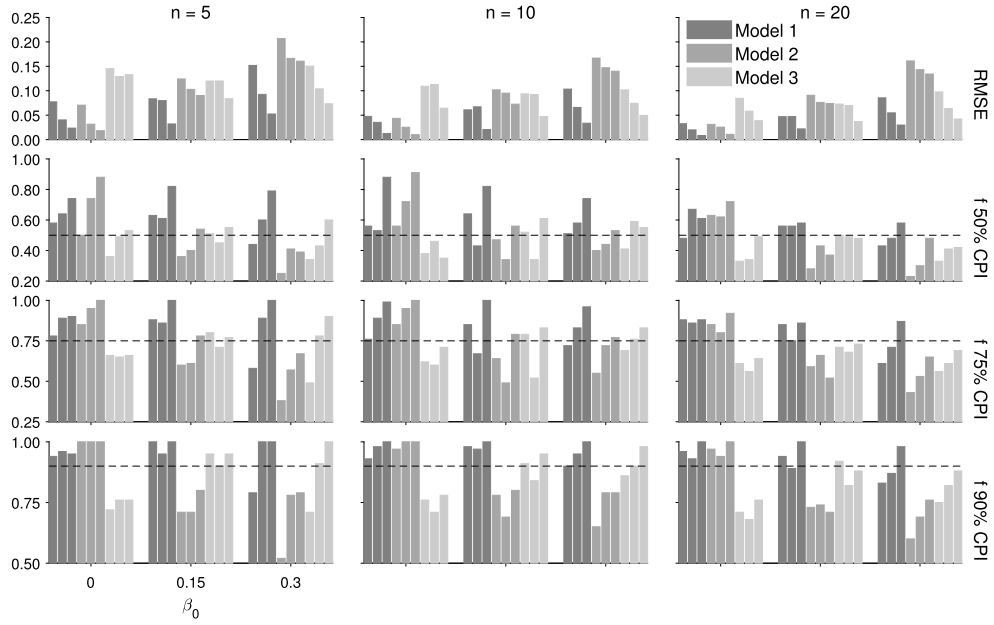 n = 5
n = 10
n = 20
0.25
0.20
0.15
0.10
0.05
0.00
Model 1
Model 2
Model 3
RMSE
1.00
0.80
0.60
0.40
0.20
f 50% CPI
1.00
0.75
0.50
0.25
f 75% CPI
1.00
0.75
0.50
f 90% CPI
0
0.15
0.3
β0